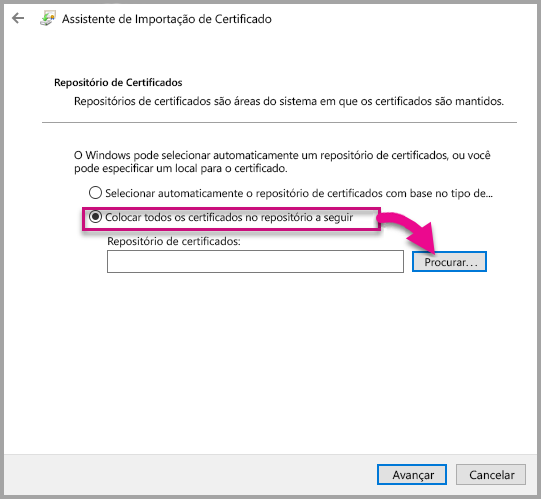 Assistente de Importação de Certificado
Repositório de Certificados
Repositórios de certificados são áreas do sistema em que os certificados são mantidos.
O Windows pode selecionar automaticamente um repositório de certificados, ou você
pode especificar um local para o certificado.
Selecionar automaticamente o repositório de certificados com base no tipo de...
Colocar todos os certificados no repositório a seguir
Repositório de certificados:
Procurar...
Avançar
Cancelar